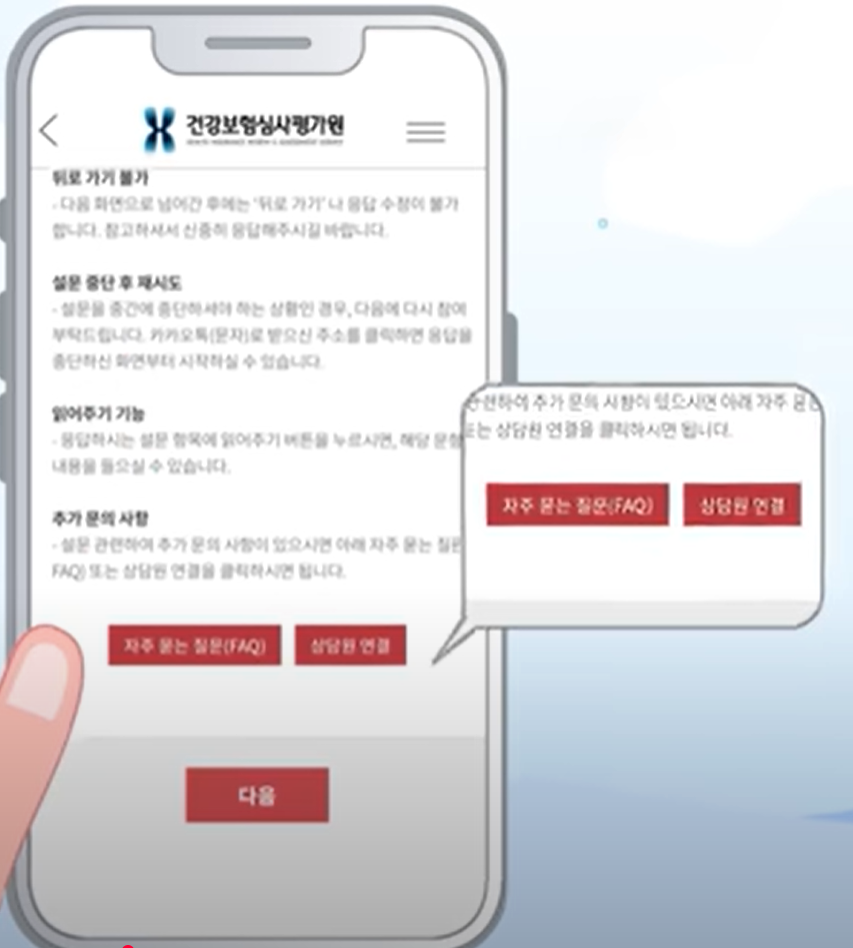 건강보험심사평가원
뒤로 가기 불가
- 다음 화면으로 넘어간 후에는 '뒤로 가기' 나 응답 수정이 불가
합니다. 참고하셔서 신중히 응답해주시길 바랍니다.
설문 중단 후 재시도
- 설문을 중간에 중단하셔야 하는 상황인 경우, 다음에 다시 참여
부탁드립니다. 카카오톡(문자)로 받으신 주소를 클릭하면 응답을
중단하신 화면부터 시작하실 수 있습니다.
읽어주기 기능
- 응답하시는 설문 항목에 읽어주기 버튼을 누르시면, 해당 문항
내용을 들으실 수 있습니다.
추가 문의 사항
- 설문 관련하여 추가 문의 사항이 있으시면 아래 자주 묻는 질문
FAQ) 또는 상담원 연결을 클릭하시면 됩니다.
자주 묻는 질문(FAQ) 상담원 연결
다음
관련하여 추가 문의 사항이 있으시면 아래 자주 묻는
또는 상담원 연결을 클릭하시면 됩니다.
자주 묻는 질문(FAQ) 상담원 연결